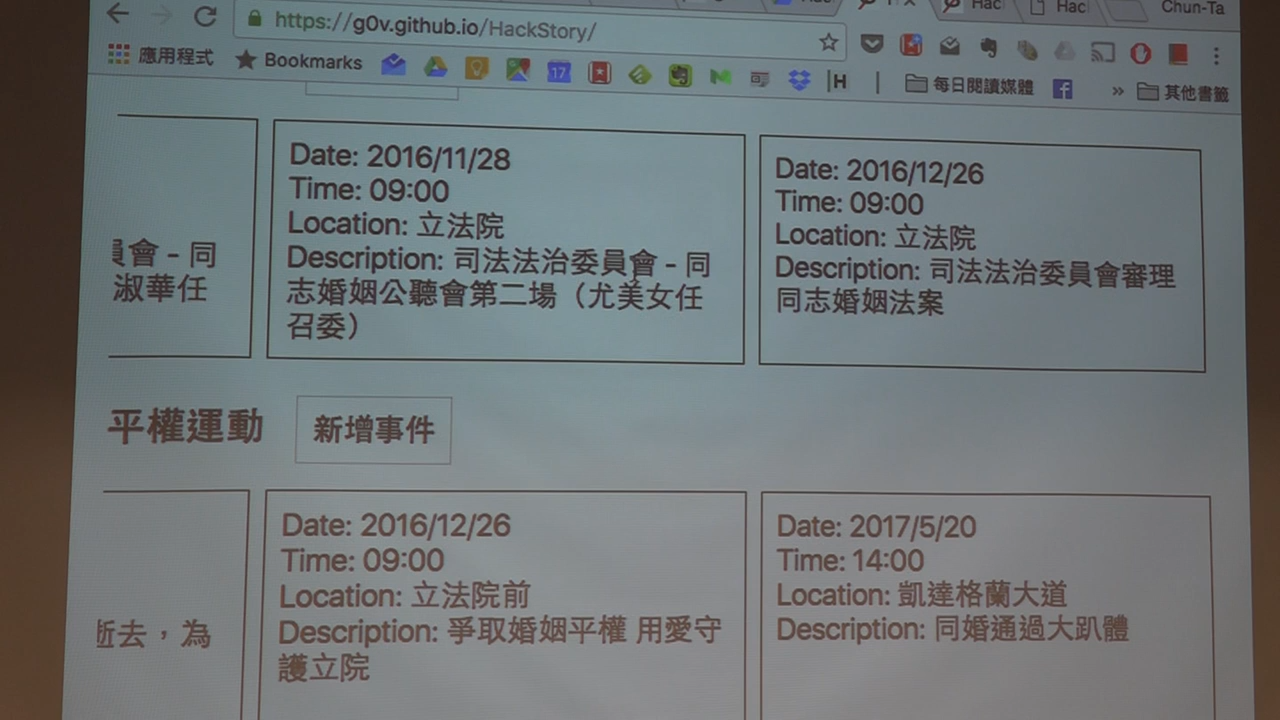 Chun-Ta
https://g0v.github.io/HackStory/
Hac
Hac
應用程式
Bookmarks
17
H
每日閱讀媒體
»
其他書籤
員會 - 同
淑華任
Date: 2016/11/28
Time: 09:00
Location: 立法院
Description: 司法法治委員會 - 同
志婚姻公聽會第二場（尤美女任
召委）
Date: 2016/12/26
Time: 09:00
Location: 立法院
Description: 司法法治委員會審理
同志婚姻法案
平權運動
新增事件
逝去，為
Date: 2016/12/26
Time: 09:00
Location: 立法院前
Description: 爭取婚姻平權 用愛守
護立院
Date: 2017/5/20
Time: 14:00
Location: 凱達格蘭大道
Description: 同婚通過大趴體